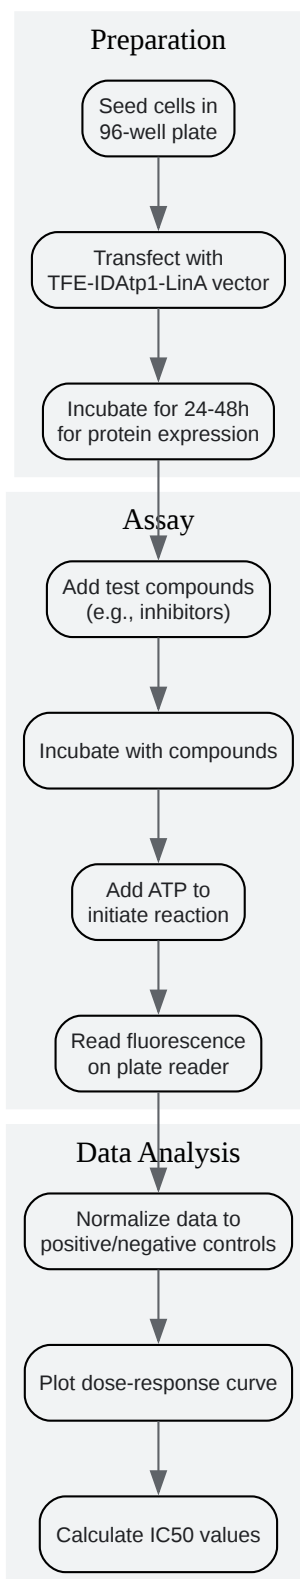 Preparation
Seed cells in
96-well plate
Transfect with
TFE-IDAtp1-LinA vector
Incubate for 24-48h
for protein expression
Assay
Add test compounds
(e.g., inhibitors)
Incubate with compounds
Add ATP to
initiate reaction
Read fluorescence
on plate reader
Data Analysis
Normalize data to
positive/negative controls
Plot dose-response curve
Calculate IC50 values